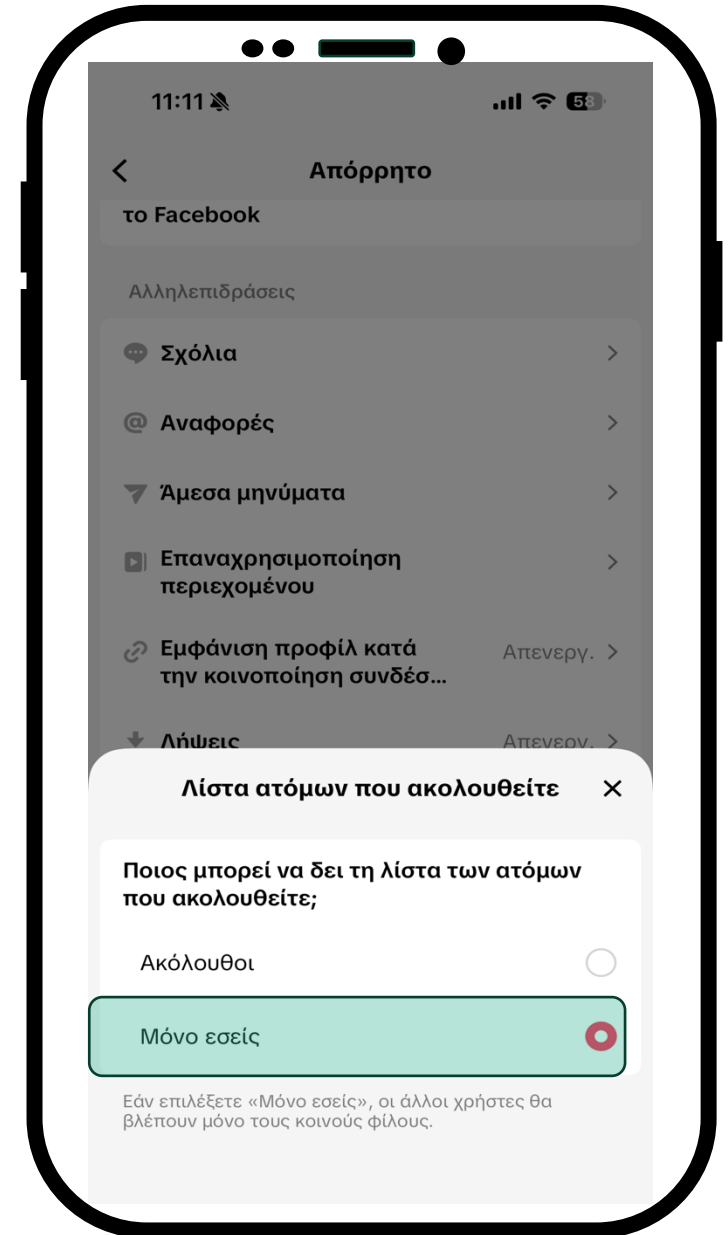 11:11
58
Απόρρητο
το Facebook
Αλληλεπιδράσεις
Σχόλια
@ Αναφορές
Άμεσα μηνύματα
Επαναχρησιμοποίηση
περιεχομένου
Εμφάνιση προφίλ κατά
την κοινοποίηση συνδέσ...
Απενεργ.
Λήψεις
Απενεργ.
Λίστα ατόμων που ακολουθείτε
Ποιος μπορεί να δει τη λίστα των ατόμων
που ακολουθείτε;
Ακόλουθοι
Μόνο εσείς
Εάν επιλέξετε «Μόνο εσείς», οι άλλοι χρήστες θα
βλέπουν μόνο τους κοινούς φίλους.